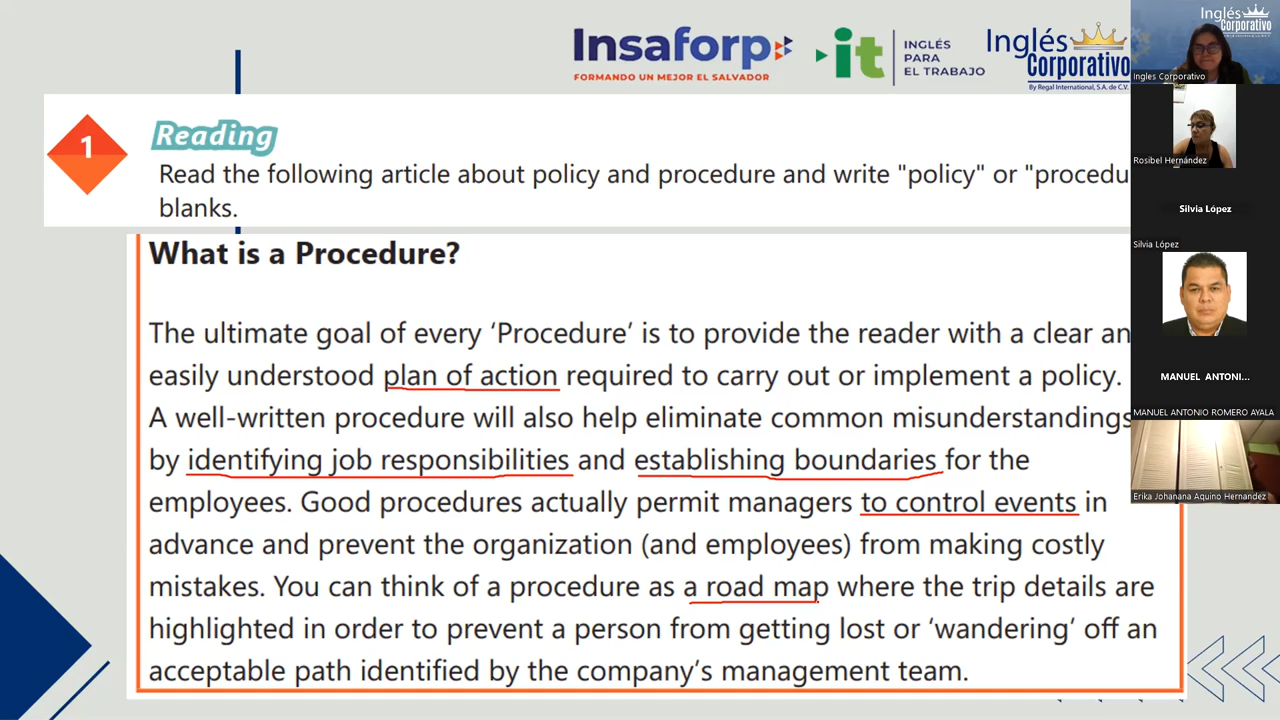 Insaforp
FORMANDO UN MEJOR EL SALVADOR
it
INGLÉS
PARA
EL TRABAJO
Inglés
Corporativo
By Regal International, S.A. de C.V.
1
Reading
Read the following article about policy and procedure and write "policy" or "procedu
blanks.
What is a Procedure?
The ultimate goal of every ‘Procedure’ is to provide the reader with a clear an
easily understood plan of action required to carry out or implement a policy.
A well-written procedure will also help eliminate common misunderstandings
by identifying job responsibilities and establishing boundaries for the
employees. Good procedures actually permit managers to control events in
advance and prevent the organization (and employees) from making costly
mistakes. You can think of a procedure as a road map where the trip details are
highlighted in order to prevent a person from getting lost or ‘wandering’ off an
acceptable path identified by the company’s management team.
Inglés
Corporativo
Ingles Corporativo
Rosibel Hernández
Silvia López
Silvia López
MANUEL ANTONI...
MANUEL ANTONIO ROMERO AYALA
Erika Johanana Aquino Hernandez